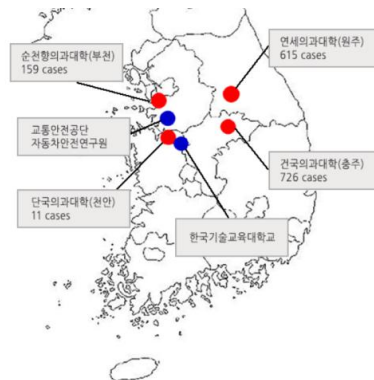 순천향의과대학(부천)
159 cases
연세의과대학(원주)
615 cases
교통안전공단
자동차안전연구원
건국의과대학(충주)
726 cases
단국의과대학(천안)
11 cases
한국기술교육대학교